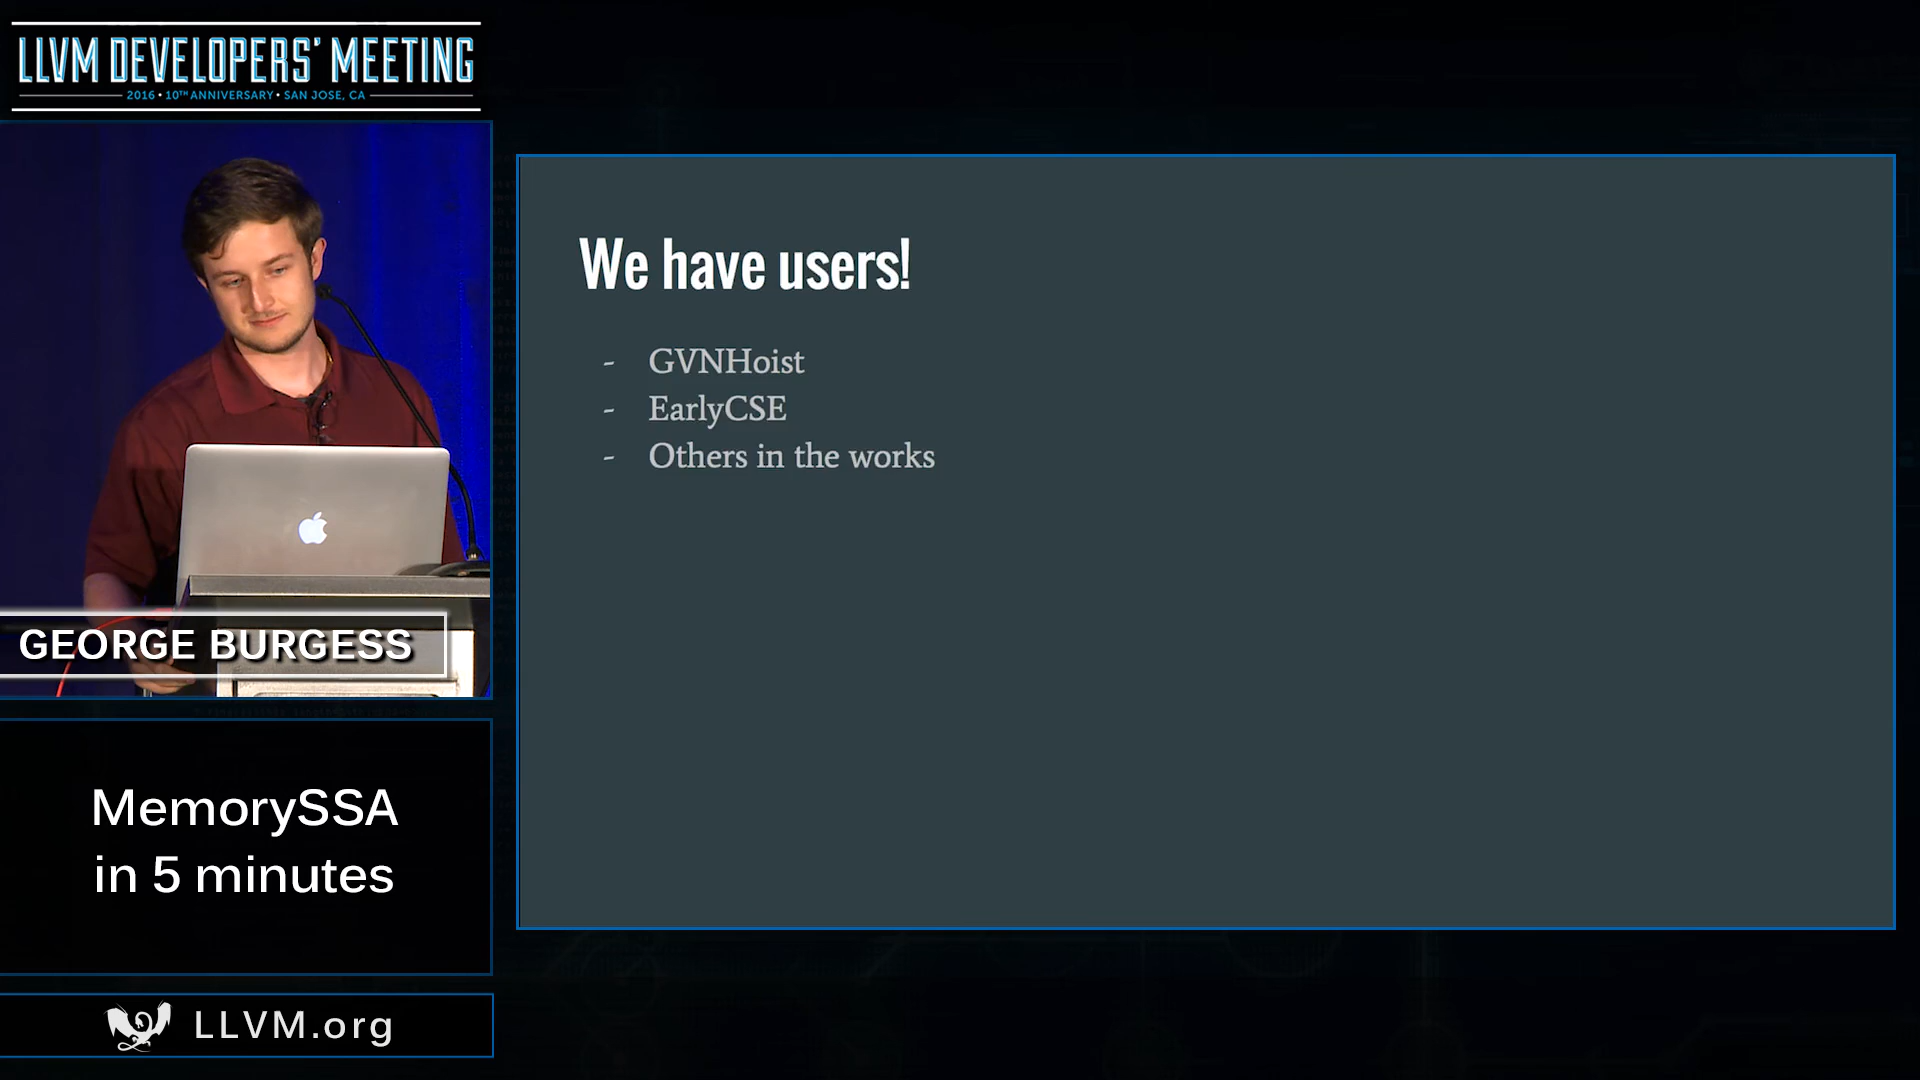 LLVM DEVELOPERS' MEETING
2016 • 10TH ANNIVERSARY • SAN JOSE, CA
GEORGE BURGESS
MemorySSA
in 5 minutes
LLVM.org
We have users!
- GVNHoist
- EarlyCSE
- Others in the works